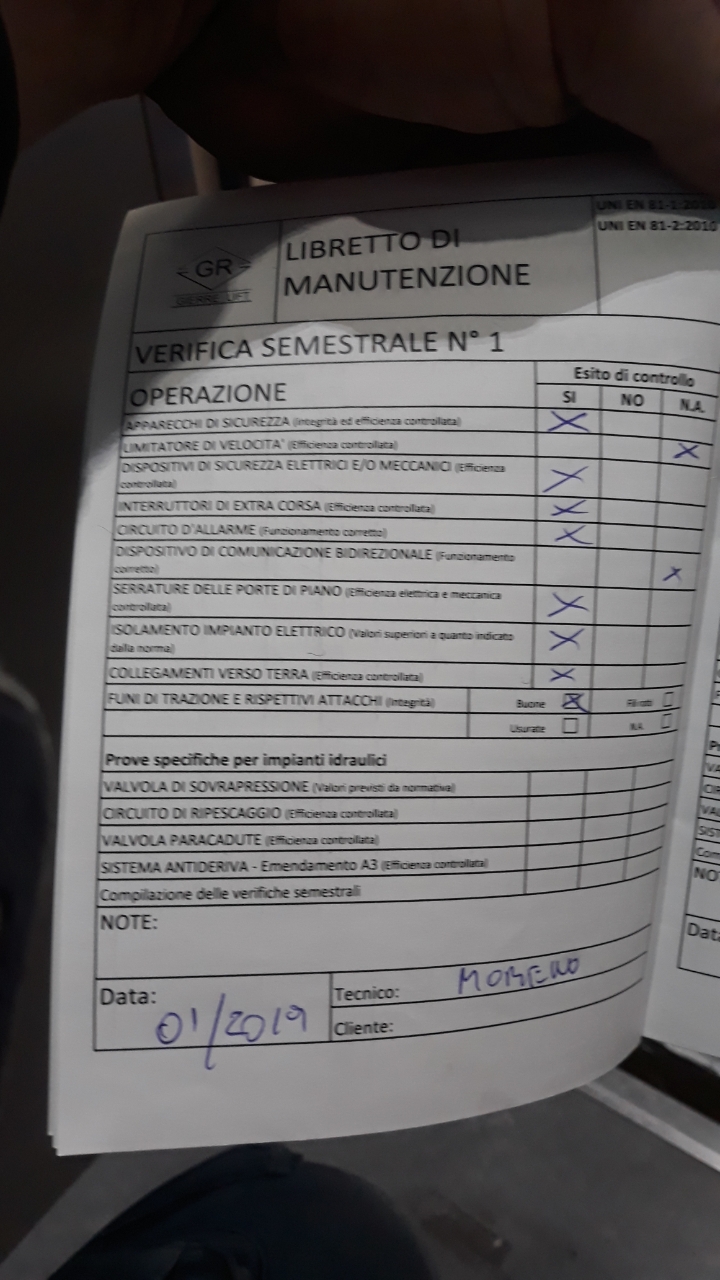 UNI EN 81-1:2010
UNI EN 81-2:2010
GR
GIERRE LIFT
LIBRETTO DI
MANUTENZIONE
VERIFICA SEMESTRALE N° 1
OPERAZIONE
Esito di controllo
SI NO N.A.
APPARECCHI DI SICUREZZA (Integrità ed efficienza controllata) X
LIMITATORE DI VELOCITA' (Efficienza controllata) X
DISPOSITIVI DI SICUREZZA ELETTRICI E/O MECCANICI (Efficienza
controllata) X
INTERRUTTORI DI EXTRA CORSA (Efficienza controllata) X
CIRCUITO D'ALLARME (Funzionamento corretto) X
DISPOSITIVO DI COMUNICAZIONE BIDIREZIONALE (Funzionamento
corretto) X
SERRATURE DELLE PORTE DI PIANO (Efficienza elettrica e meccanica
controllata) X
ISOLAMENTO IMPIANTO ELETTRICO (Valori superiori a quanto indicato
dalla norma) X
COLLEGAMENTI VERSO TERRA (Efficienza controllata) X
FUNI DI TRAZIONE E RISPETTIVI ATTACCHI (Integrità) Buone X Fili rotti
Usurate N.A.
Prove specifiche per impianti idraulici
VALVOLA DI SOVRAPRESSIONE (Valori previsti da normativa)
CIRCUITO DI RIPESCAGGIO (Efficienza controllata)
VALVOLA PARACADUTE (Efficienza controllata)
SISTEMA ANTIDERIVA - Emendamento A3 (Efficienza controllata)
Compilazione delle verifiche semestrali
NOTE:
Data: 01/2019
Tecnico: MORENO
Cliente:
NO
Data